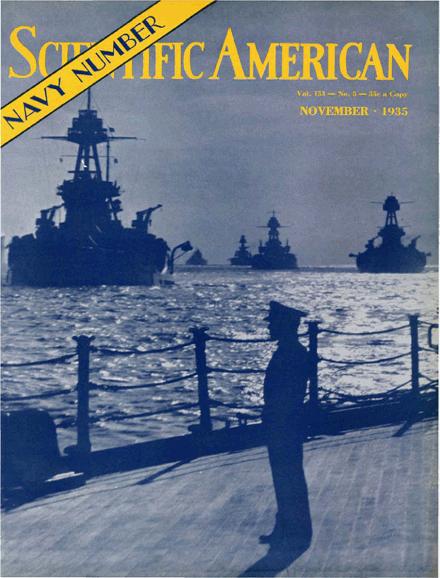 NAVY NUMBER
SCIENTIFIC AMERICAN
Vol. 153 — No. 5 — 35c a Copy
NOVEMBER · 1935